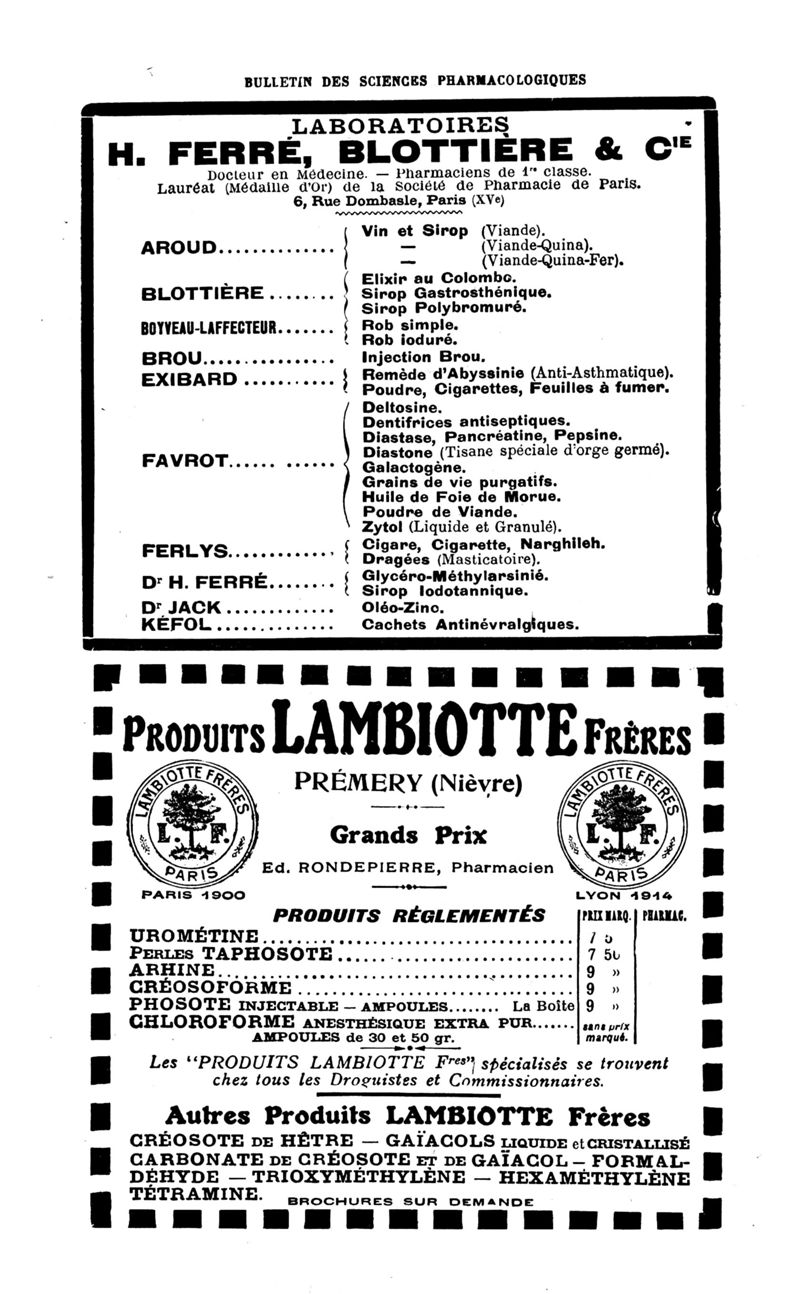 BULLETIN DES SCIENCES PHARMACOLOGIQUES
LABORATOIRES
H. FERRÉ, BLOTTIÈRE & CIE
Docteur en Médecine. — Pharmaciens de 1re classe.
Lauréat (Médaille d'Or) de la Société de Pharmacie de Paris.
6, Rue Dombasle, Paris (XVe)
AROUD.............. Vin et Sirop (Viande).
— (Viande-Quina).
— (Viande-Quina-Fer).
BLOTTIÈRE........ Elixir au Colombo.
Sirop Gastrosthénique.
Sirop Polybromuré.
BOYVEAU-LAFFECTEUR....... Rob simple.
Rob ioduré.
BROU................ Injection Brou.
EXIBARD........... Remède d'Abyssinie (Anti-Asthmatique).
Poudre, Cigarettes, Feuilles à fumer.
FAVROT...... ...... Deltosine.
Dentifrices antiseptiques.
Diastase, Pancréatine, Pepsine.
Diastone (Tisane spéciale d'orge germé).
Galactogène.
Grains de vie purgatifs.
Huile de Foie de Morue.
Poudre de Viande.
Zytol (Liquide et Granulé).
FERLYS............. Cigare, Cigarette, Narghileh.
Dragées (Masticatoire).
Dr H. FERRÉ........ Glycéro-Méthylarsinié.
Sirop Iodotannique.
Dr JACK............. Oléo-Zinc.
KÉFOL.............. Cachets Antinévralgiques.
PRODUITS LAMBIOTTE FRÈRES
PRÉMERY (Nièvre)
Grands Prix
Ed. RONDEPIERRE, Pharmacien
LAMBIOTTE FRÈRES
L. F.
PARIS
PARIS 1900
LAMBIOTTE FRÈRES
L. F.
PARIS
LYON 1914
PRODUITS RÉGLEMENTÉS PRIX MARQ. PHARMAC.
UROMÉTINE
PERLES TAPHOSOTE 7 50
ARHINE 9 »
CRÉOSOFORME 9 »
PHOSOTE INJECTABLE — AMPOULES........ La Boîte 9 »
CHLOROFORME ANESTHÉSIQUE EXTRA PUR....... sans prix
AMPOULES de 30 et 50 gr. marqué.
Les "PRODUITS LAMBIOTTE Fres" spécialisés se trouvent
chez tous les Droguistes et Commissionnaires.
Autres Produits LAMBIOTTE Frères
CRÉOSOTE DE HÊTRE — GAÏACOLS LIQUIDE et CRISTALLISÉ
CARBONATE DE CRÉOSOTE ET DE GAÏACOL — FORMAL-
DÉHYDE — TRIOXYMÉTHYLÈNE — HEXAMÉTHYLÈNE
TÉTRAMINE. BROCHURES SUR DEMANDE